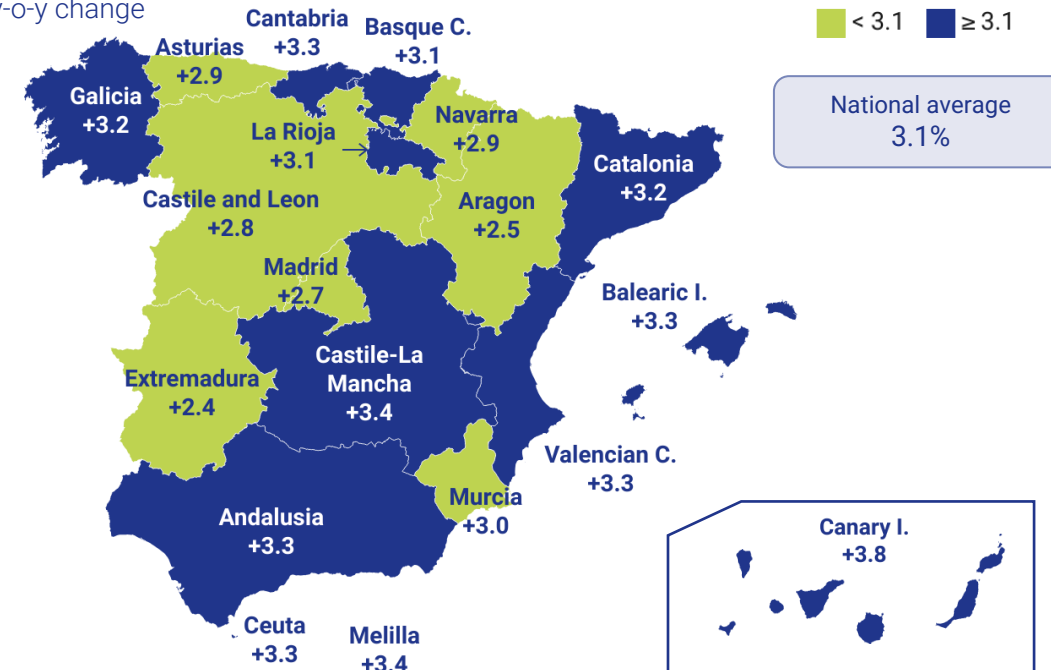 y-o-y change
< 3.1
≥ 3.1
National average
3.1%
Cantabria
+3.3
Basque C.
+3.1
Asturias
+2.9
Galicia
+3.2
La Rioja
+3.1
Navarra
+2.9
Catalonia
+3.2
Castile and Leon
+2.8
Aragon
+2.5
Madrid
+2.7
Balearic I.
+3.3
Castile-La
Mancha
+3.4
Extremadura
+2.4
Valencian C.
+3.3
Murcia
+3.0
Andalusia
+3.3
Canary I.
+3.8
Ceuta
+3.3
Melilla
+3.4